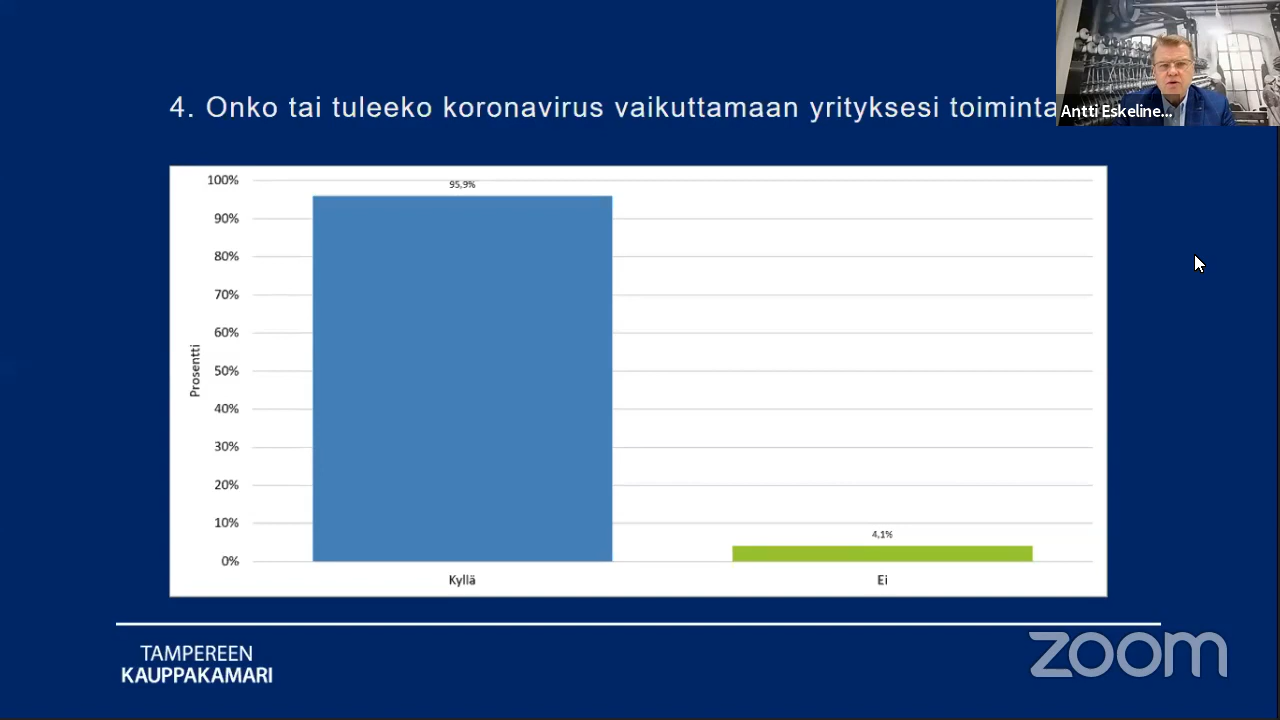 4. Onko tai tuleeko koronavirus vaikuttamaan yrityksesi toiminta
Antti Eskeline...
100%
95,9%
90%
80%
70%
60%
50%
40%
30%
20%
10%
0%
Prosentti
4,1%
Kyllä
Ei
TAMPEREEN
KAUPPAKAMARI
zoom